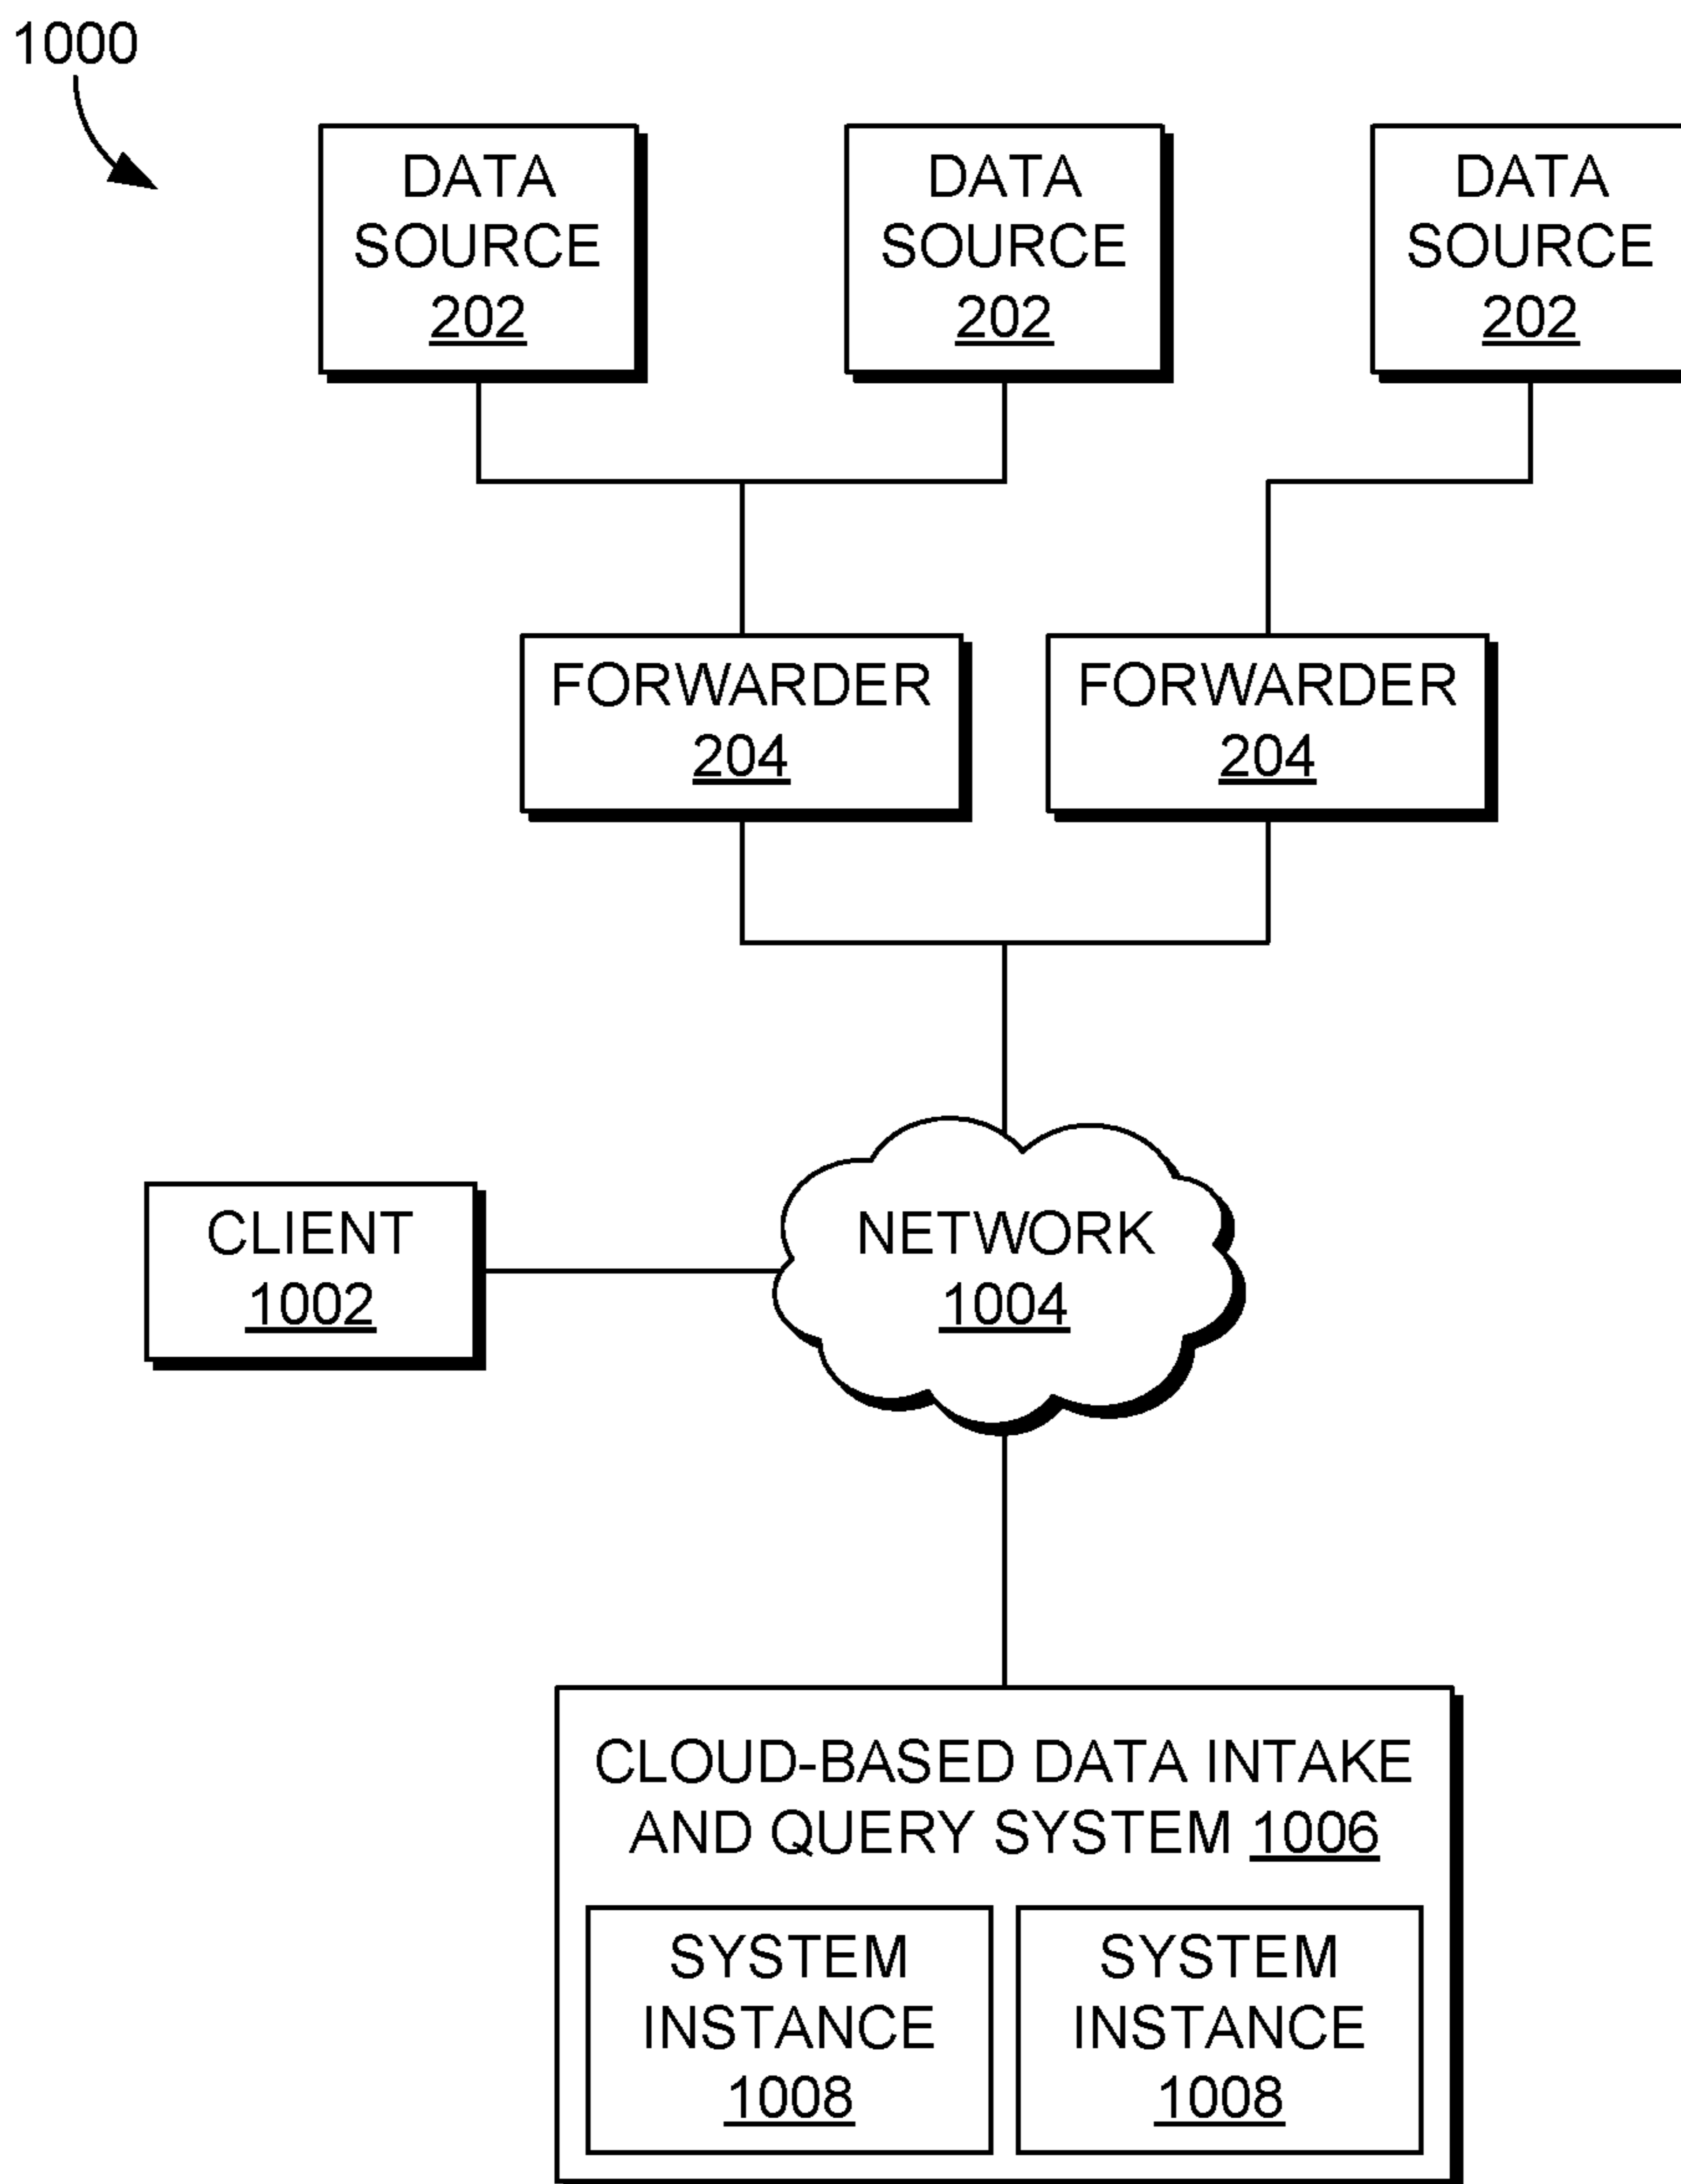 1000
DATA
SOURCE
202
DATA
SOURCE
202
DATA
SOURCE
202
FORWARDER
204
FORWARDER
204
CLIENT
1002
NETWORK
1004
CLOUD-BASED DATA INTAKE
AND QUERY SYSTEM 1006
SYSTEM
INSTANCE
1008
SYSTEM
INSTANCE
1008